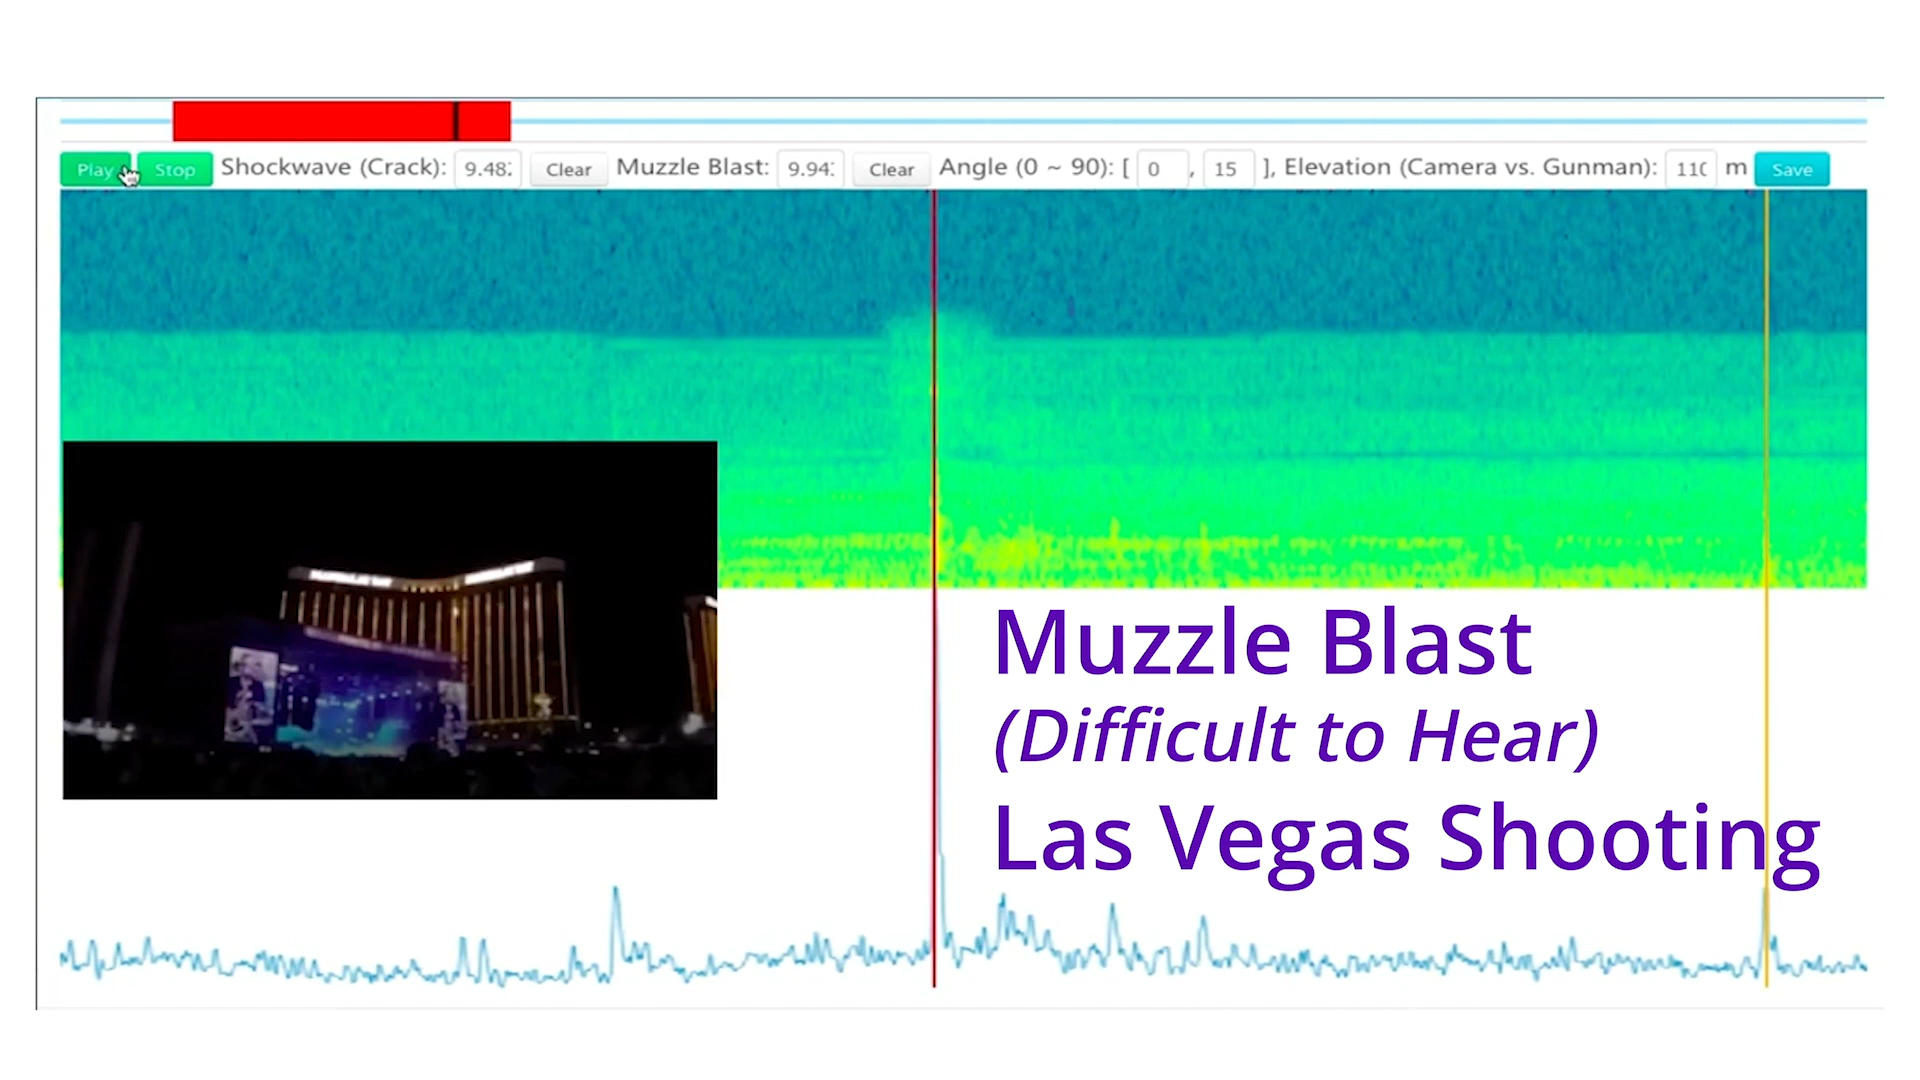 Play Stop Shockwave (Crack): 9.48 Clear Muzzle Blast: 9.94 Clear Angle (0 ~ 90): [ 0 , 15 ], Elevation (Camera vs. Gunman): 110 m Save
Muzzle Blast
(Difficult to Hear)
Las Vegas Shooting